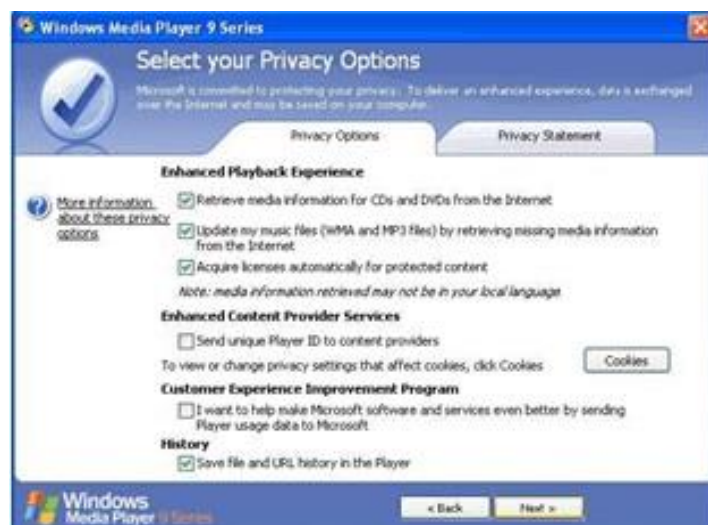 Windows Media Player 9 Series
Select your Privacy Options
Microsoft is committed to protecting your privacy. To deliver an enhanced experience, data is exchanged
over the Internet and may be saved on your computer.
Privacy Options
Privacy Statement
Enhanced Playback Experience
More information
about these privacy
options
Retrieve media information for CDs and DVDs from the Internet
Update my music files (WMA and MP3 files) by retrieving missing media information
from the Internet
Acquire licenses automatically for protected content
Note: media information retrieved may not be in your local language
Enhanced Content Provider Services
Send unique Player ID to content providers
To view or change privacy settings that affect cookies, click Cookies
Cookies
Customer Experience Improvement Program
I want to help make Microsoft software and services even better by sending
Player usage data to Microsoft
History
Save file and URL history in the Player
Windows
Media Player 9 Series
< Back
Next >